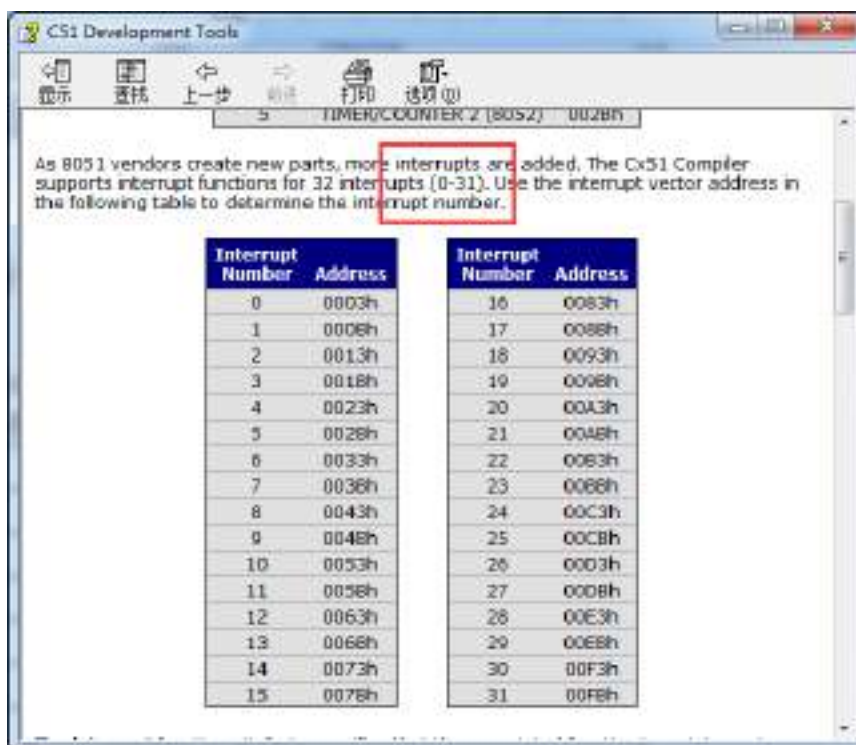 C51 Development Tools
显示 查找 上一步 前进 打印 选项(O)
5 TIMER/COUNTER 2 (8052) 002Bh
As 8051 vendors create new parts, more interrupts are added. The Cx51 Compiler
supports interrupt functions for 32 interrupts (0-31). Use the interrupt vector address in
the following table to determine the interrupt number.
Interrupt Interrupt
Number Address Number Address
0 0003h 16 0083h
1 000Bh 17 008Bh
2 0013h 18 0093h
3 001Bh 19 009Bh
4 0023h 20 00A3h
5 002Bh 21 00ABh
6 0033h 22 00B3h
7 003Bh 23 00BBh
8 0043h 24 00C3h
9 004Bh 25 00CBh
10 0053h 26 00D3h
11 005Bh 27 00DBh
12 0063h 28 00E3h
13 006Bh 29 00EBh
14 0073h 30 00F3h
15 007Bh 31 00FBh